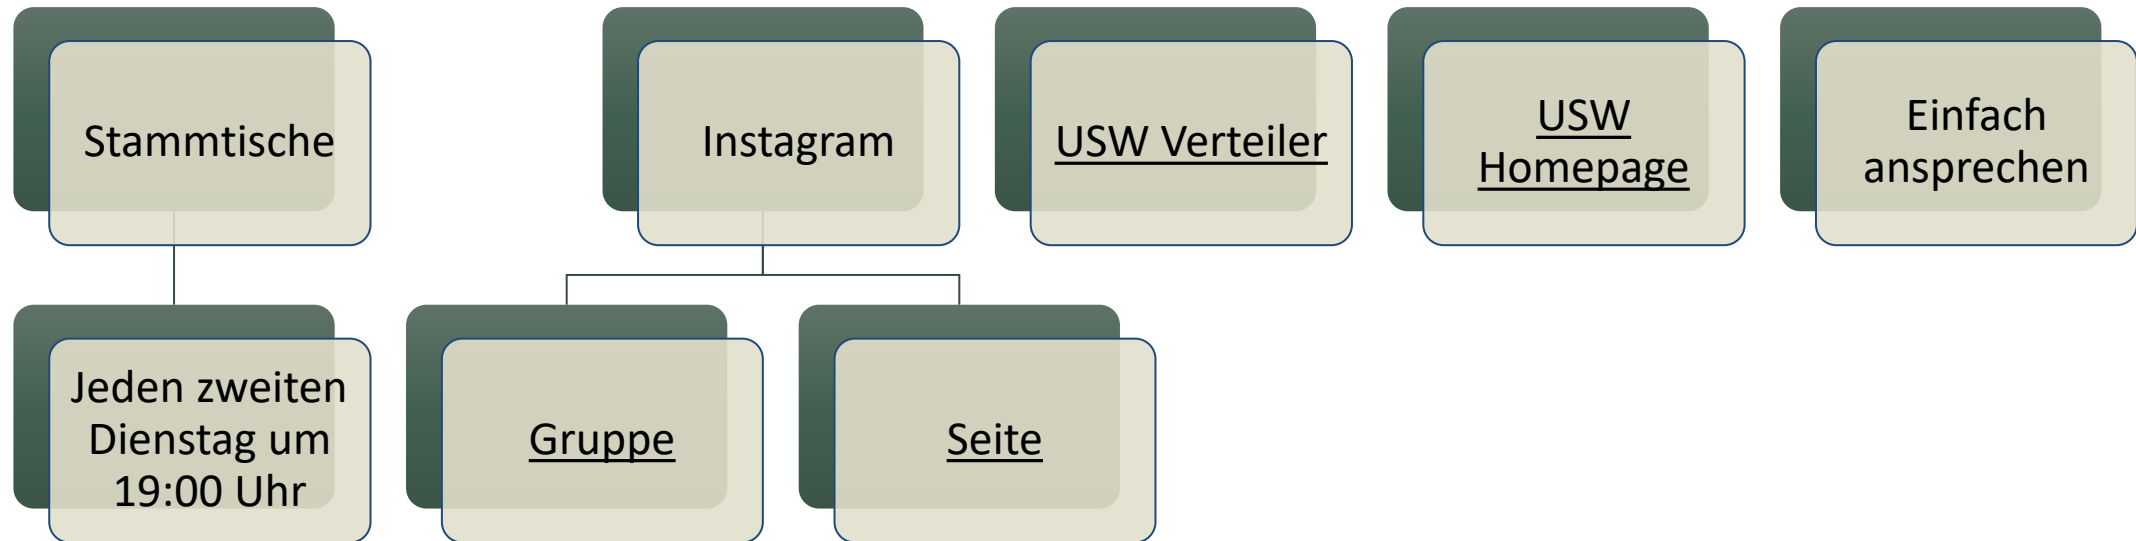 Stammtische
Instagram
USW Verteiler
USW
Homepage
Einfach
ansprechen
Jeden zweiten
Dienstag um
19:00 Uhr
Gruppe
Seite